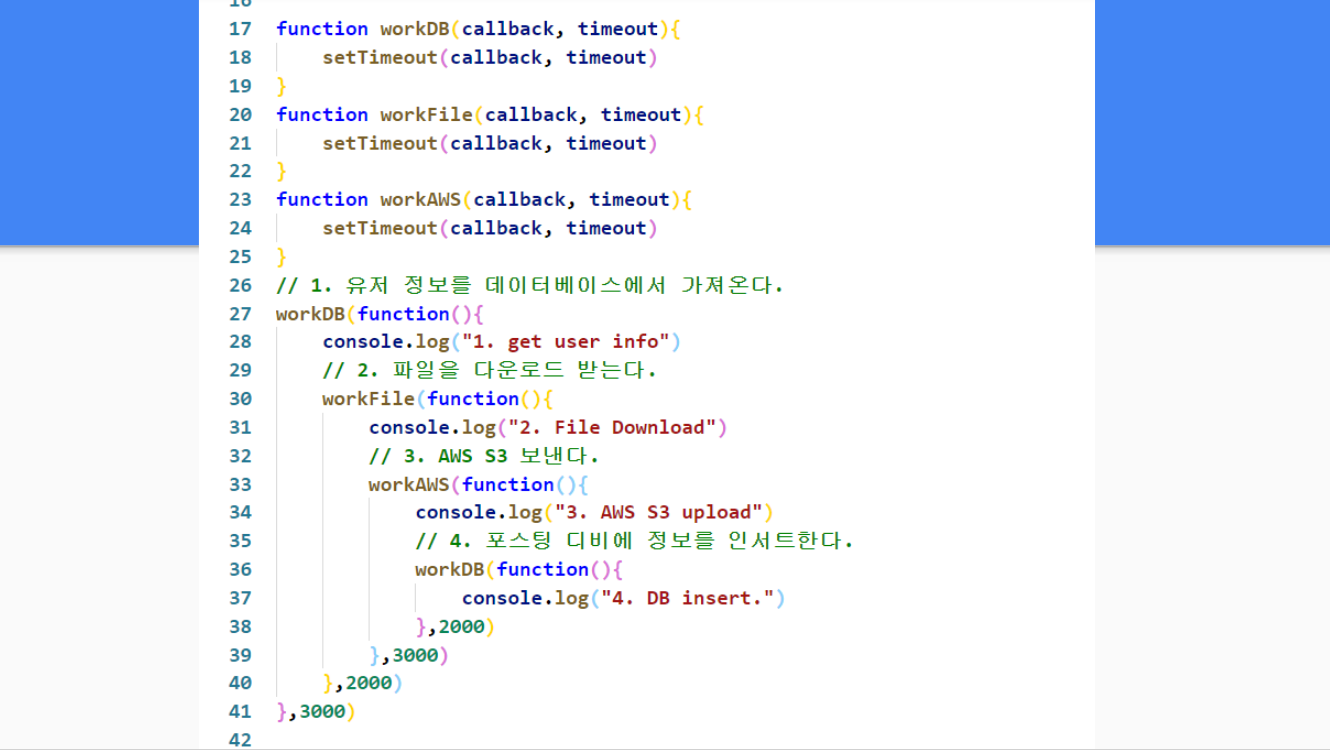 16
17 function workDB(callback, timeout){
18     setTimeout(callback, timeout)
19 }
20 function workFile(callback, timeout){
21     setTimeout(callback, timeout)
22 }
23 function workAWS(callback, timeout){
24     setTimeout(callback, timeout)
25 }
26 // 1. 유저 정보를 데이터베이스에서 가져온다.
27 workDB(function(){
28     console.log("1. get user info")
29     // 2. 파일을 다운로드 받는다.
30     workFile(function(){
31         console.log("2. File Download")
32         // 3. AWS S3 보낸다.
33         workAWS(function(){
34             console.log("3. AWS S3 upload")
35             // 4. 포스팅 디비에 정보를 인서트한다.
36             workDB(function(){
37                 console.log("4. DB insert.")
38             },2000)
39         },3000)
40     },2000)
41 },3000)
42